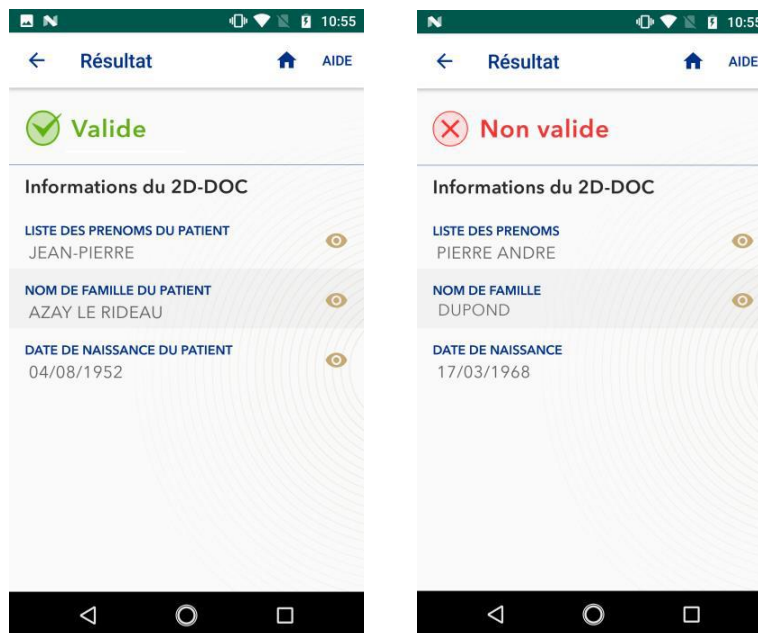 10:55
Résultat
AIDE
Valide
Informations du 2D-DOC
LISTE DES PRENOMS DU PATIENT
JEAN-PIERRE
NOM DE FAMILLE DU PATIENT
AZAY LE RIDEAU
DATE DE NAISSANCE DU PATIENT
04/08/1952
10:55
Résultat
AIDE
Non valide
Informations du 2D-DOC
LISTE DES PRENOMS
PIERRE ANDRE
NOM DE FAMILLE
DUPOND
DATE DE NAISSANCE
17/03/1968